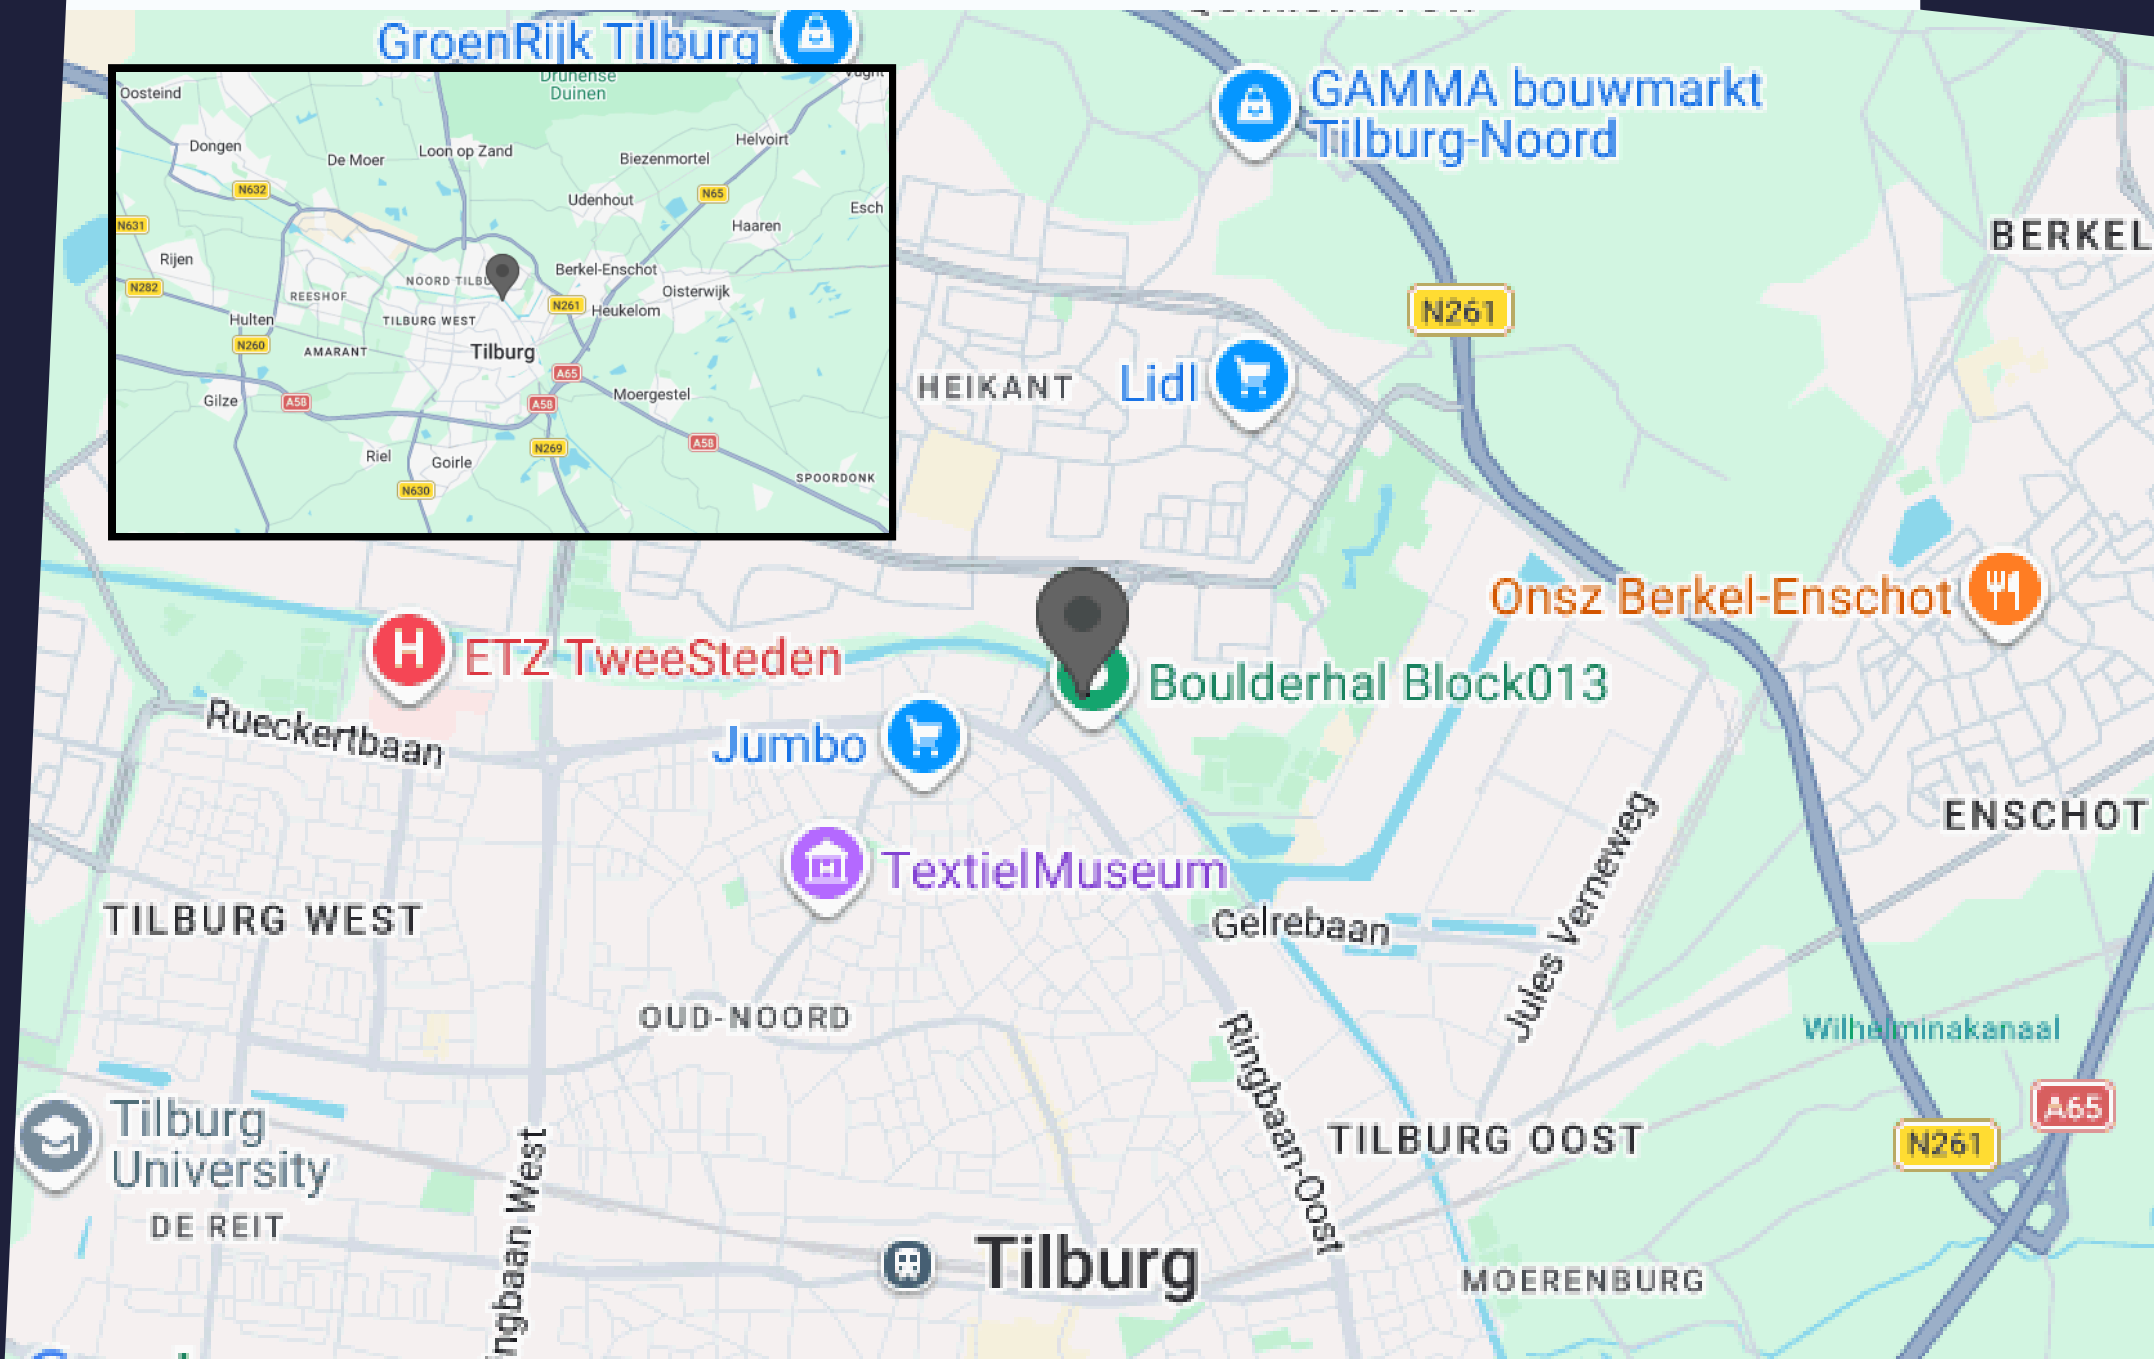 GroenRijk Tilburg
GAMMA bouwmarkt
Tilburg-Noord
Drunense
Duinen
Vught
Oosteind
Dongen
De Moer
Loon op Zand
Biezenmortel
Helvoirt
N632
N65
Udenhout
Esch
N631
Haaren
Rijen
Berkel-Enschot
NOORD TILBU
N282
REESHOF
N261
Oisterwijk
Hulten
TILBURG WEST
Heukelom
N260
AMARANT
Tilburg
A65
Gilze
A58
A58
Moergestel
N269
A58
Riel
Goirle
N630
SPOORDONK
BERKEL
N261
HEIKANT
Lidl
Onsz Berkel-Enschot
H
ETZ TweeSteden
Boulderhal Block013
Rueckertbaan
Jumbo
ENSCHOT
TextielMuseum
Jules Verneweg
TILBURG WEST
Gelrebaan
OUD-NOORD
Wilhelminakanaal
Ringbaan-Oost
A65
Tilburg
University
TILBURG OOST
N261
DE REIT
ngbaan West
Tilburg
MOERENBURG